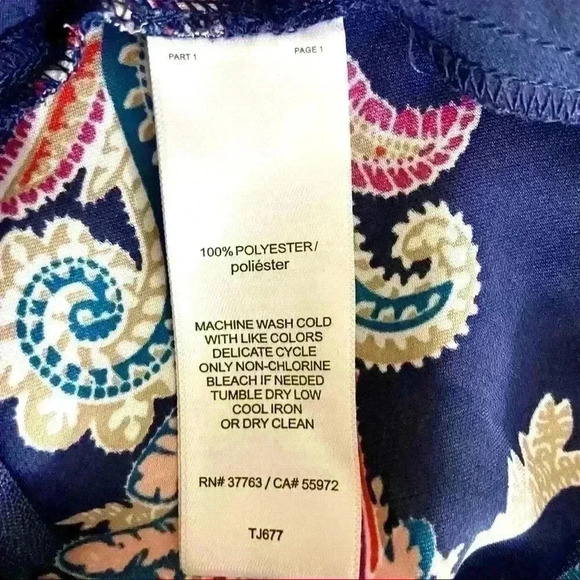 PART 1 PAGE 1
100% POLYESTER /
poliéster
MACHINE WASH COLD
WITH LIKE COLORS
DELICATE CYCLE
ONLY NON-CHLORINE
BLEACH IF NEEDED
TUMBLE DRY LOW
COOL IRON
OR DRY CLEAN
RN# 37763 / CA# 55972
TJ677